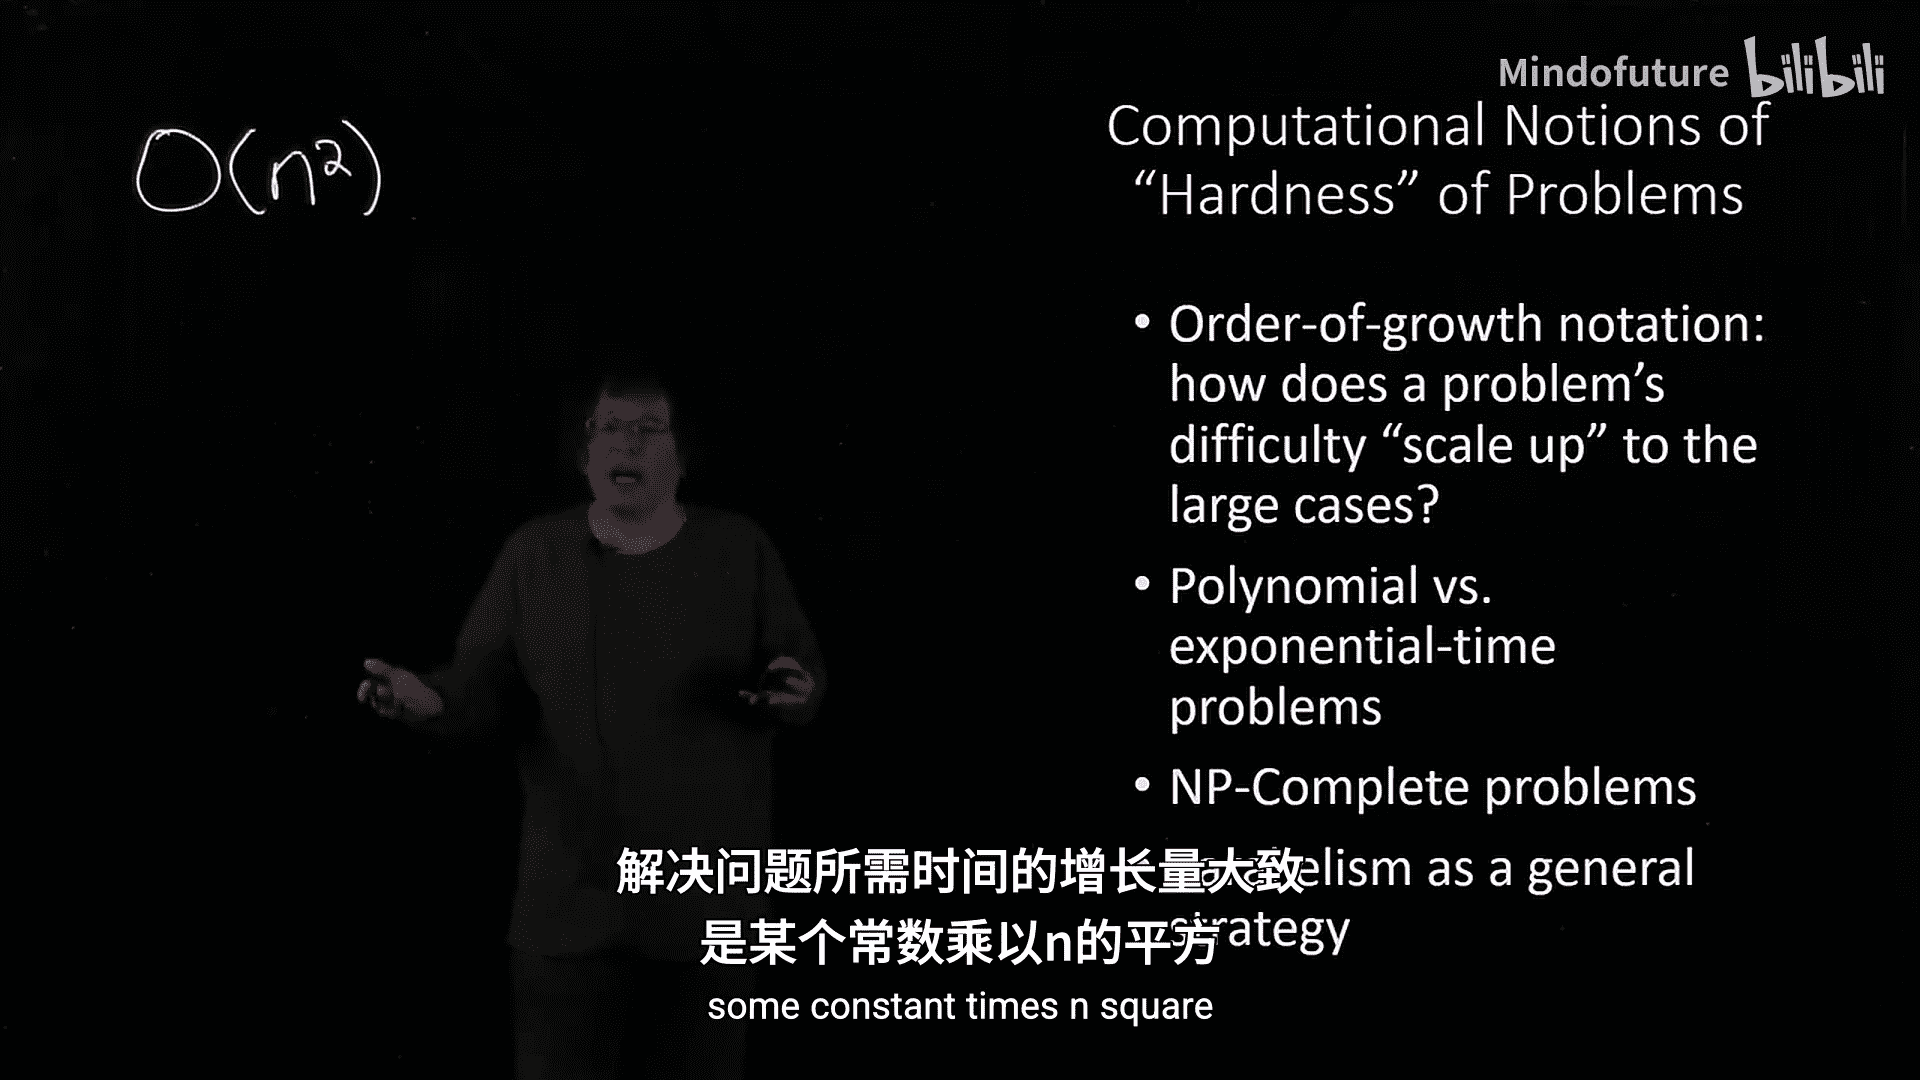 Mindofuture bilibili
O(n²)
Computational Notions of
“Hardness” of Problems
• Order-of-growth notation:
how does a problem’s
difficulty “scale up” to the
large cases?
• Polynomial vs.
exponential-time
problems
• NP-Complete problems
as a general
strategy
解决问题所需时间的增长量大致
是某个常数乘以n的平方
some constant times n square